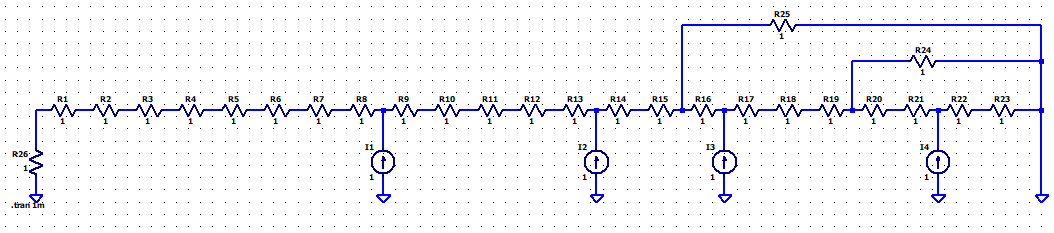 R25
1
R24
1
R1 R2 R3 R4 R5 R6 R7 R8 R9 R10 R11 R12 R13 R14 R15 R16 R17 R18 R19 R20 R21 R22 R23
1 1 1 1 1 1 1 1 1 1 1 1 1 1 1 1 1 1 1 1 1 1 1
R26 I1 I2 I3 I4
1 1 1 1 1
.tran 1m